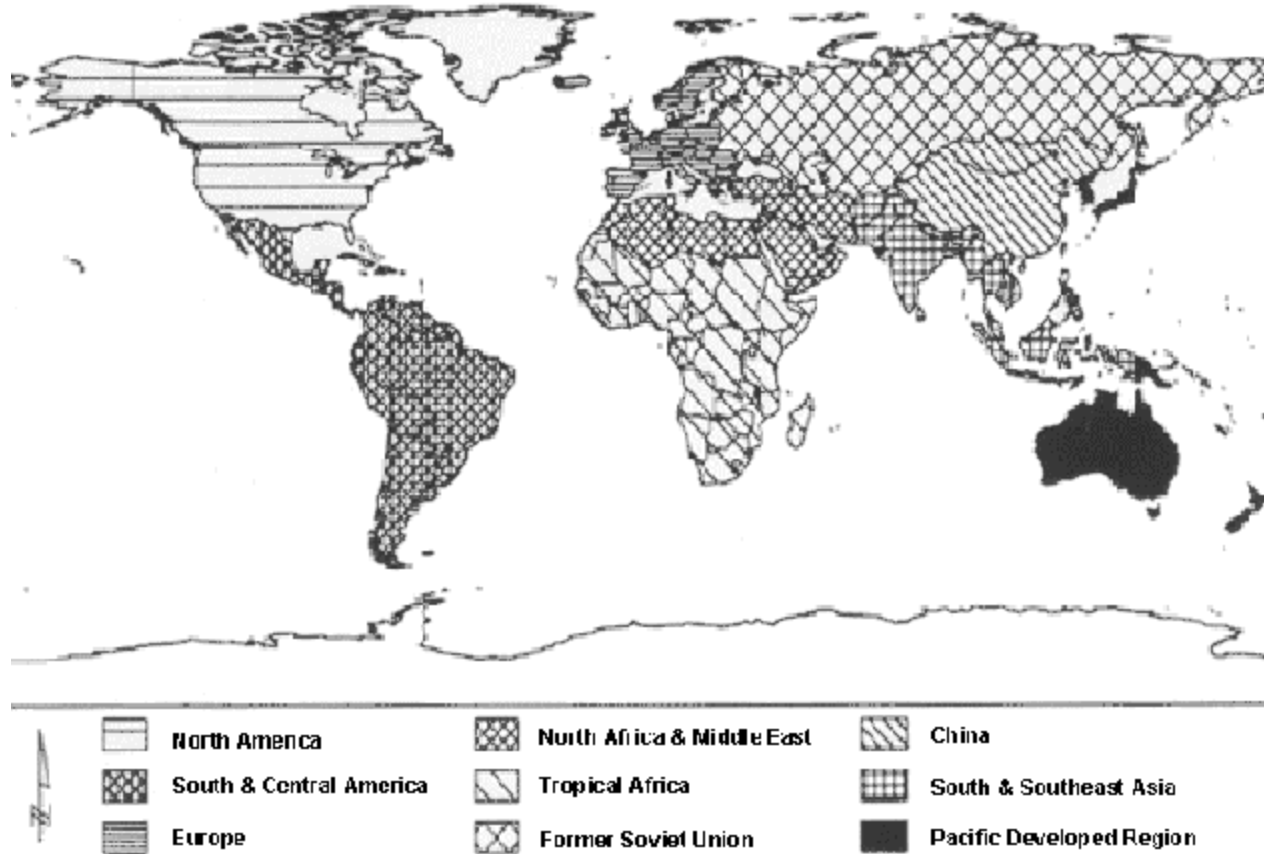 North America
North Africa & Middle East
China
South & Central America
Tropical Africa
South & Southeast Asia
Europe
Former Soviet Union
Pacific Developed Region